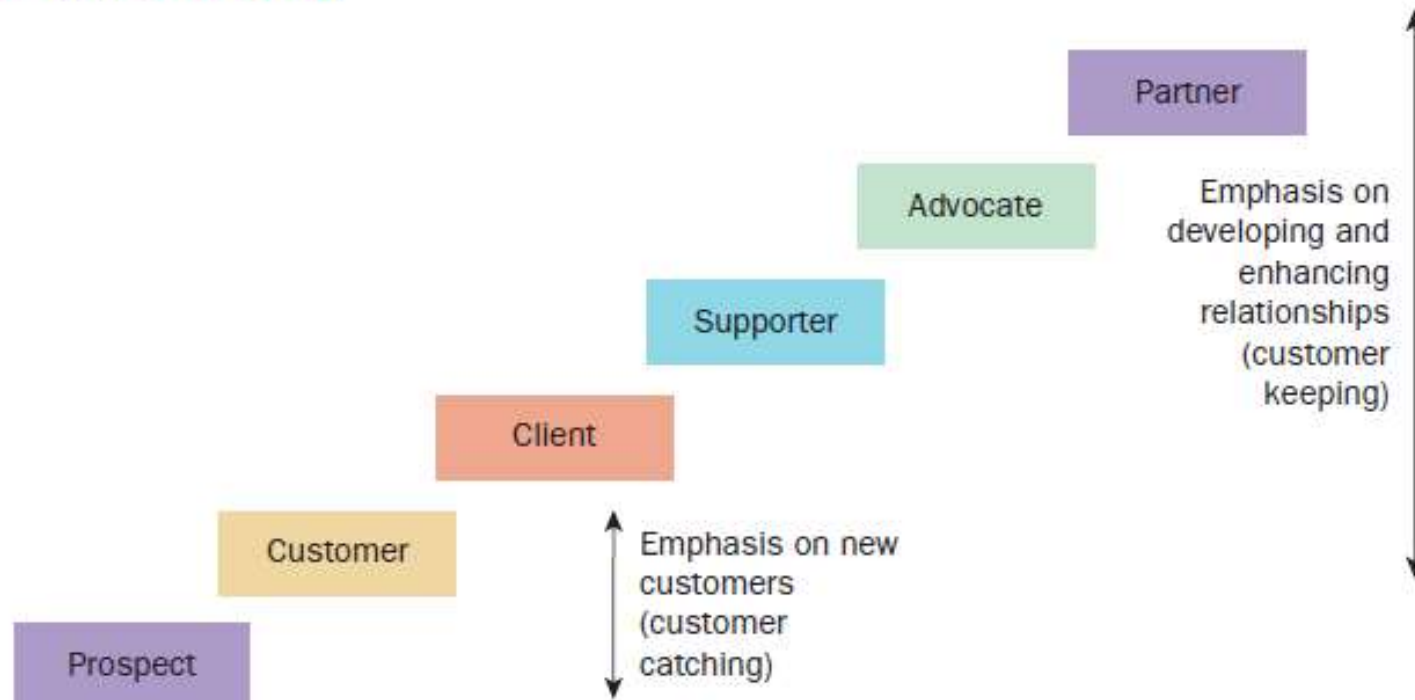 Partner
Advocate
Emphasis on
developing and
enhancing
relationships
(customer
keeping)
Supporter
Client
Customer
Emphasis on new
customers
(customer
catching)
Prospect